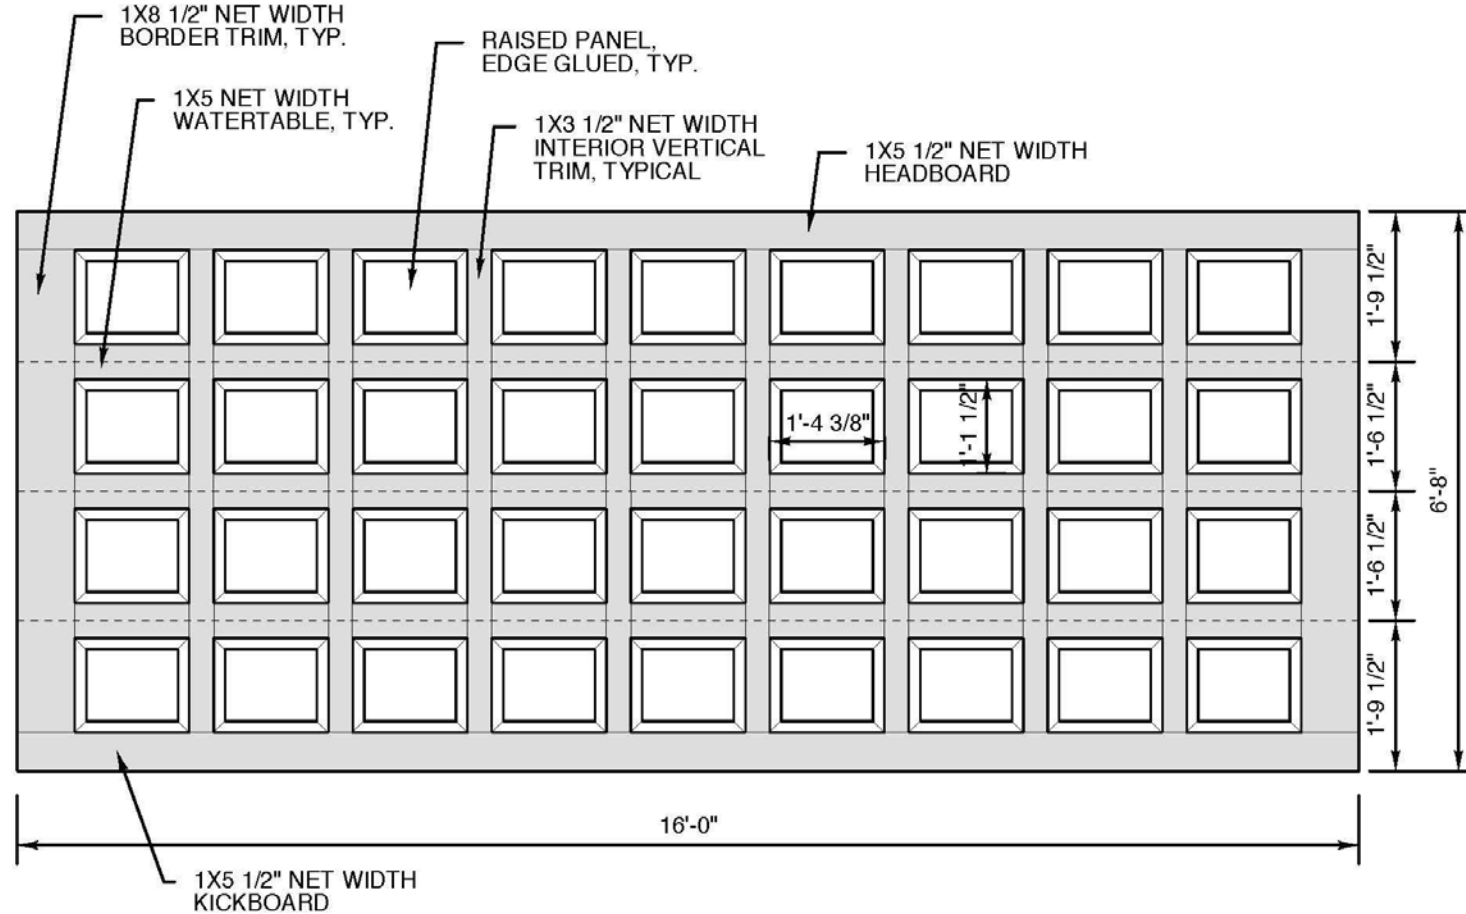 1X8 1/2" NET WIDTH
BORDER TRIM, TYP.
RAISED PANEL,
EDGE GLUED, TYP.
1X5 NET WIDTH
WATERTABLE, TYP.
1X3 1/2" NET WIDTH
INTERIOR VERTICAL
TRIM, TYPICAL
1X5 1/2" NET WIDTH
HEADBOARD
1'-9 1/2"
1'-6 1/2"
1'-4 3/8"
1'-1 1/2"
6'-8"
1'-6 1/2"
1'-9 1/2"
16'-0"
1X5 1/2" NET WIDTH
KICKBOARD